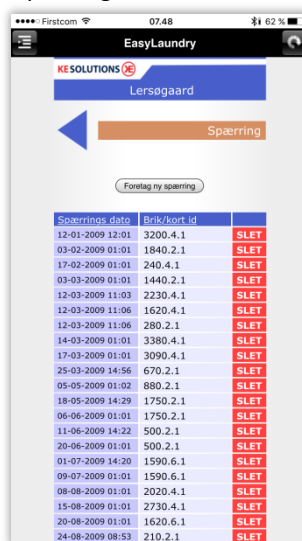 Firstcom 07.48 62 %
EasyLaundry
KE SOLUTIONS KE
Lersøgaard
Spærring
Foretag ny spærring
Spærrings dato Brik/kort id
12-01-2009 12:01 3200.4.1 SLET
03-02-2009 01:01 1840.2.1 SLET
17-02-2009 01:01 240.4.1 SLET
03-03-2009 01:01 1440.2.1 SLET
12-03-2009 11:03 2230.4.1 SLET
12-03-2009 11:06 1620.4.1 SLET
12-03-2009 11:06 280.2.1 SLET
14-03-2009 01:01 3380.4.1 SLET
17-03-2009 01:01 3090.4.1 SLET
25-03-2009 14:56 670.2.1 SLET
05-05-2009 01:02 880.2.1 SLET
18-05-2009 14:29 1750.2.1 SLET
06-06-2009 01:01 1750.2.1 SLET
11-06-2009 14:22 500.2.1 SLET
20-06-2009 01:01 500.2.1 SLET
01-07-2009 14:20 1590.6.1 SLET
09-07-2009 01:01 1590.6.1 SLET
08-08-2009 01:01 2020.4.1 SLET
15-08-2009 01:01 2730.4.1 SLET
20-08-2009 01:01 1620.6.1 SLET
24-08-2009 08:53 210.2.1 SLET